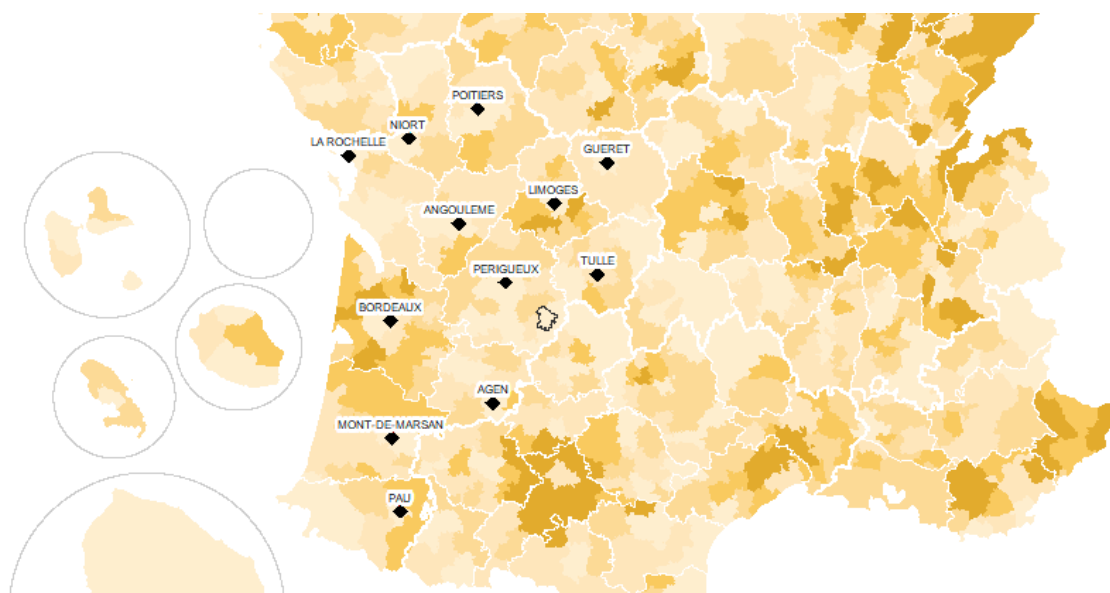 POITIERS
NIORT
LA ROCHELLE
GUERET
LIMOGES
ANGOULEME
PERIGUEUX
TULLE
BORDEAUX
AGEN
MONT-DE-MARSAN
PAU